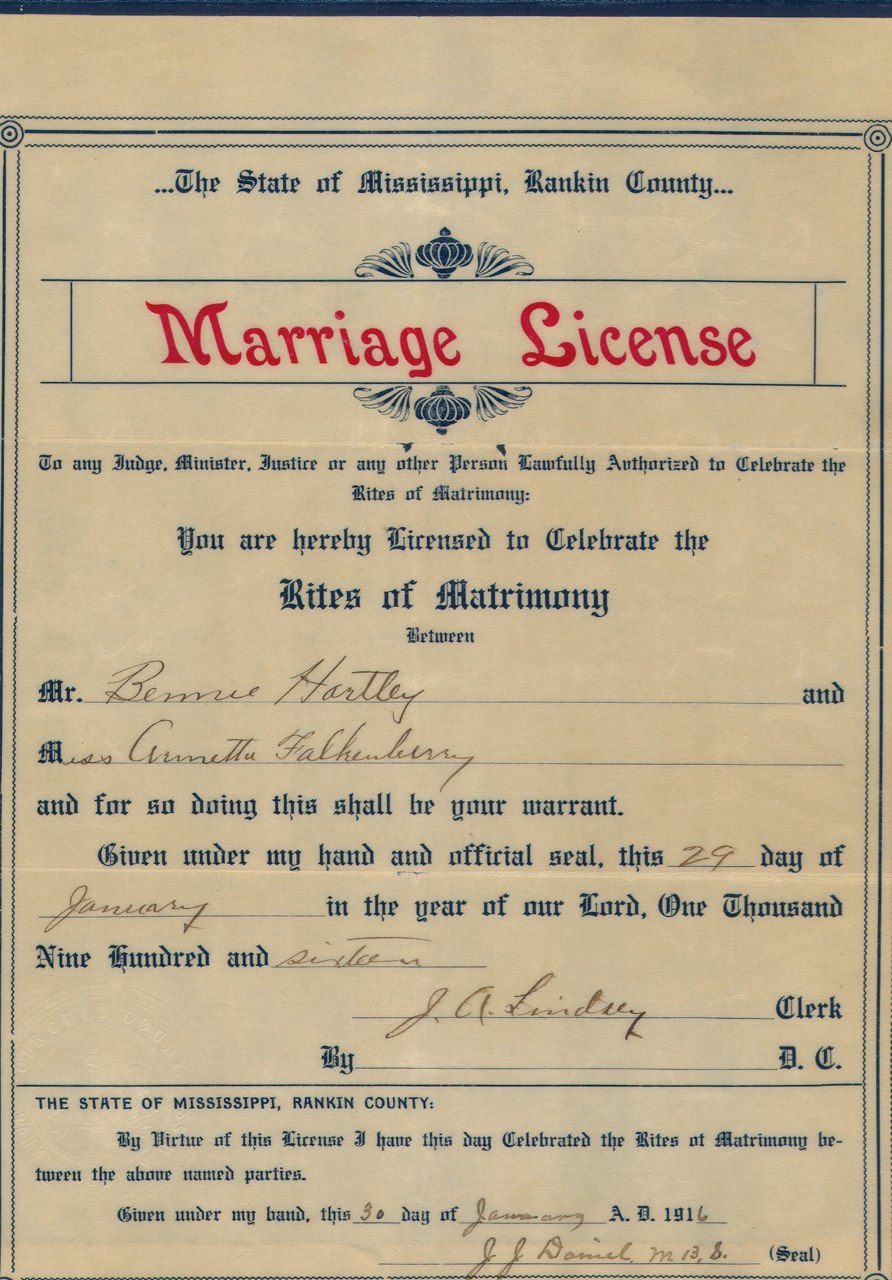 ...The State of Mississippi, Rankin County...
Marriage License
To any Judge, Minister, Justice or any other Person Lawfully Authorized to Celebrate the
Rites of Matrimony:
You are hereby Licensed to Celebrate the
Rites of Matrimony
Between
Mr. Bennie Hartley and
Miss Armetta Falkenberry
and for so doing this shall be your warrant.
Given under my hand and official seal, this 29 day of
January in the year of our Lord, One Thousand
Nine Hundred and sixteen
J. A. Lindsey Clerk
By D. C.
THE STATE OF MISSISSIPPI, RANKIN COUNTY:
By Virtue of this License I have this day Celebrated the Rites of Matrimony be-
tween the above named parties.
Given under my hand, this 30 day of January A. D. 1916
J J Daniel, M B, S. (Seal)